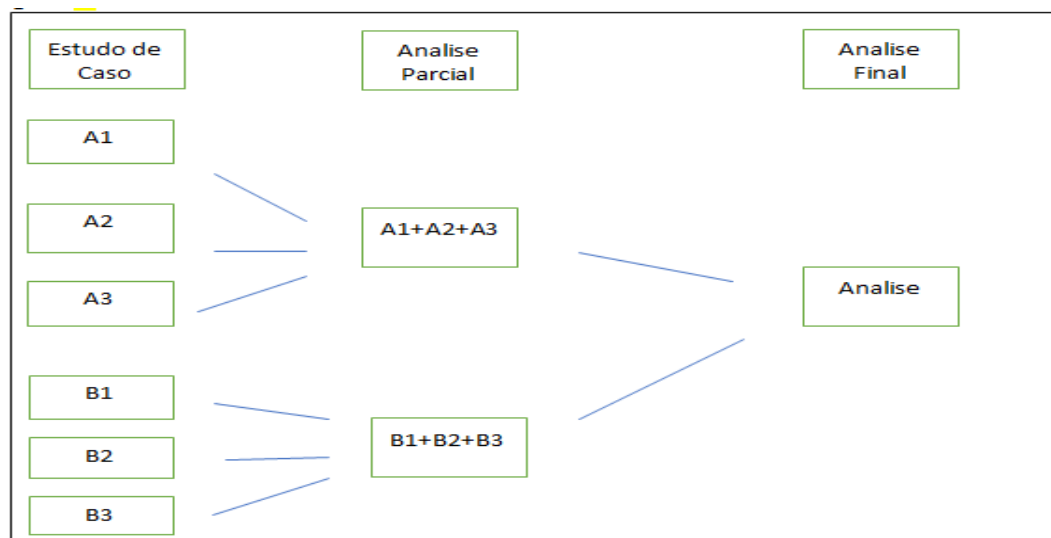 Estudo de
Caso
Analise
Parcial
Analise
Final
A1
A2
A3
A1+A2+A3
Analise
B1
B2
B3
B1+B2+B3